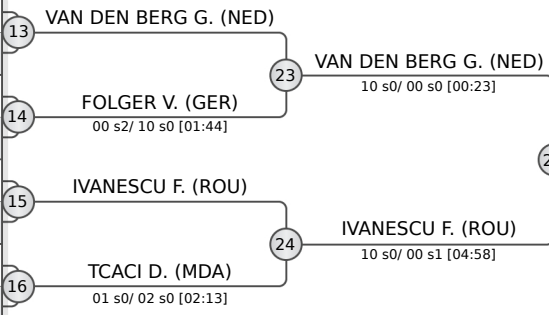 VAN DEN BERG G. (NED)
13
23
VAN DEN BERG G. (NED)
10 s0/ 00 s0 [00:23]
FOLGER V. (GER)
14
00 s2/ 10 s0 [01:44]
IVANESCU F. (ROU)
15
24
IVANESCU F. (ROU)
10 s0/ 00 s1 [04:58]
TCACI D. (MDA)
16
01 s0/ 02 s0 [02:13]